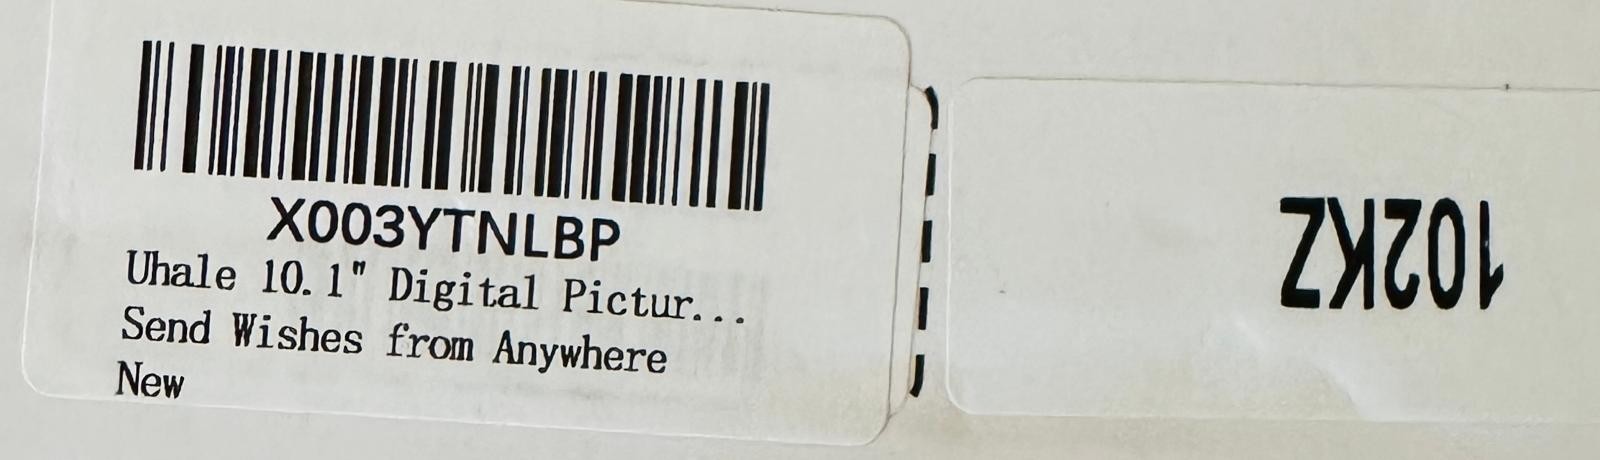 X003YTNLBP
Uhale 10.1" Digital Pictur...
Send Wishes from Anywhere
New
102KZ